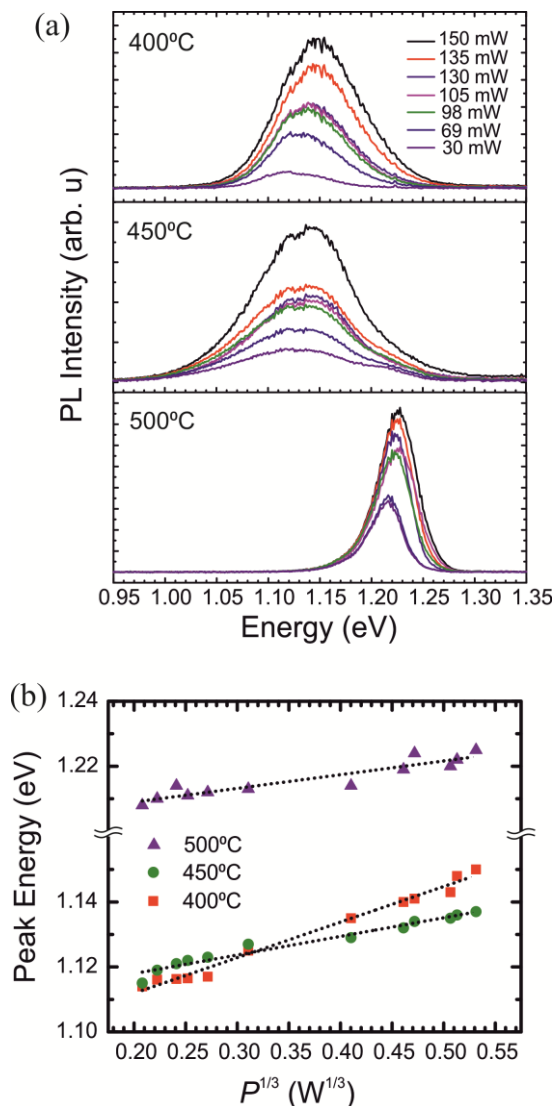 (a)
400ºC
150 mW
135 mW
130 mW
105 mW
98 mW
69 mW
30 mW
450ºC
500ºC
PL Intensity (arb. u)
0.95 1.00 1.05 1.10 1.15 1.20 1.25 1.30 1.35
Energy (eV)
(b)
1.24
1.22
500ºC
450ºC
400ºC
1.14
1.12
1.10
Peak Energy (eV)
0.20 0.25 0.30 0.35 0.40 0.45 0.50 0.55
P^1/3 (W^1/3)